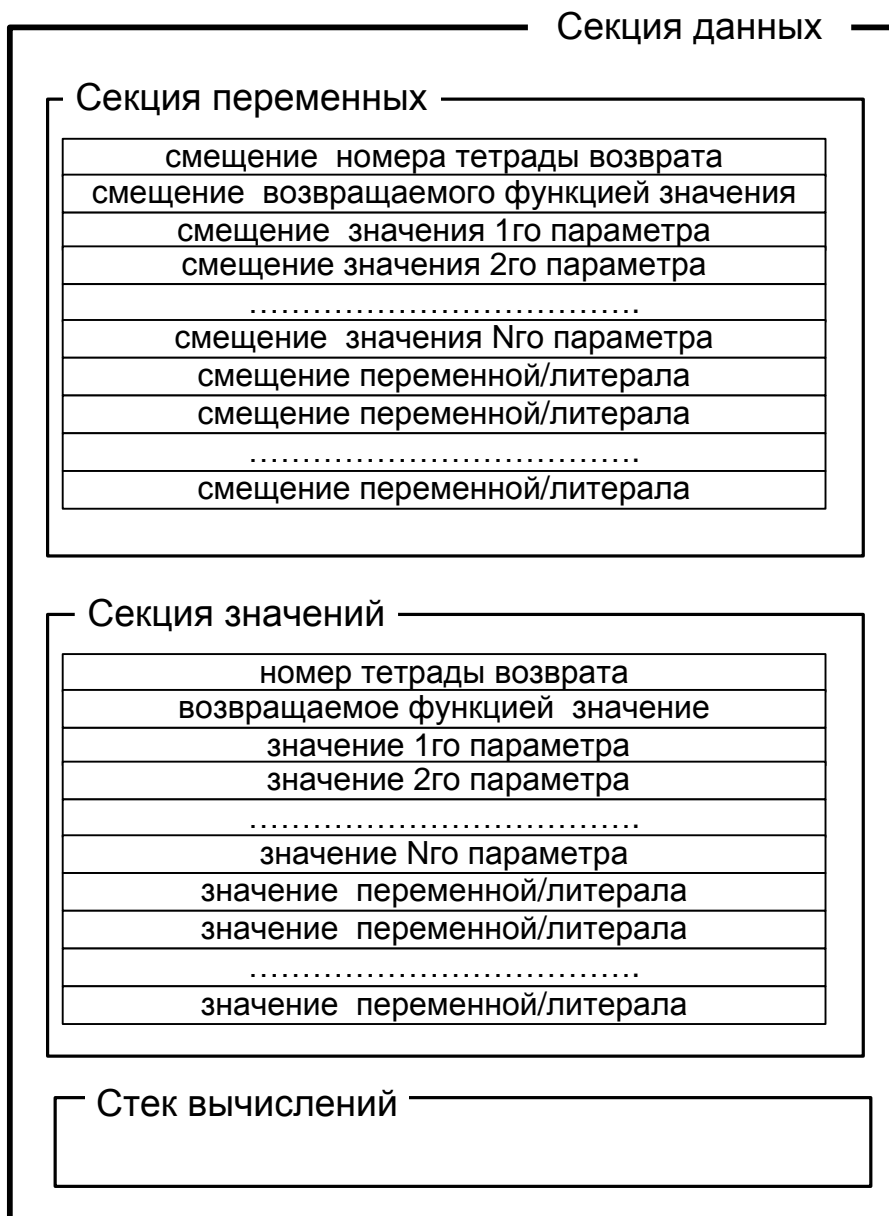 Секция данных
Секция переменных
смещение номера тетрады возврата
смещение возвращаемого функцией значения
смещение значения 1го параметра
смещение значения 2го параметра
………………………………….
смещение значения Nго параметра
смещение переменной/литерала
смещение переменной/литерала
………………………………….
смещение переменной/литерала
Секция значений
номер тетрады возврата
возвращаемое функцией значение
значение 1го параметра
значение 2го параметра
………………………………….
значение Nго параметра
значение переменной/литерала
значение переменной/литерала
………………………………….
значение переменной/литерала
Стек вычислений